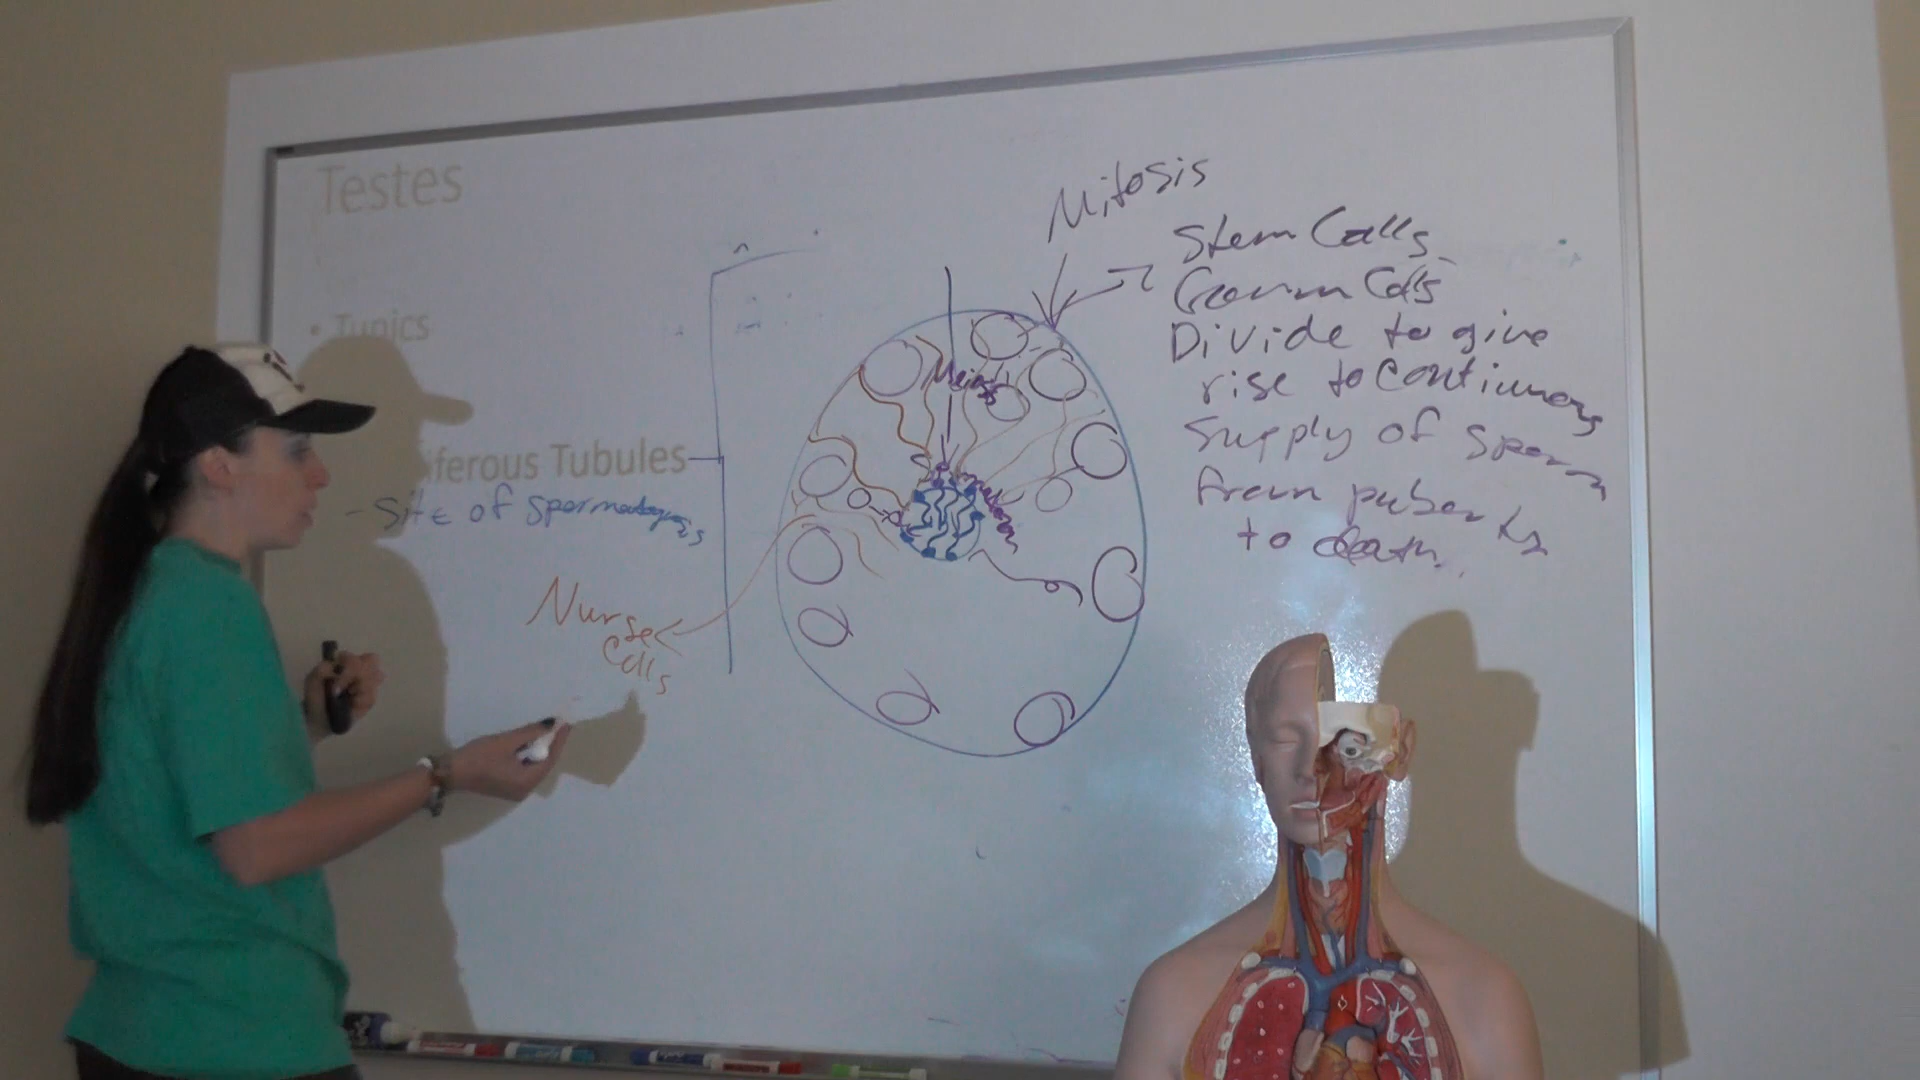 Testes
• Tunics
iferous Tubules
- Site of spermatogenesis
Nurse
Cells
Meiosis
Mitosis
Stem Cells
Germ Cells
Divide to give
rise to continuous
supply of sperm
from puberty
to death.